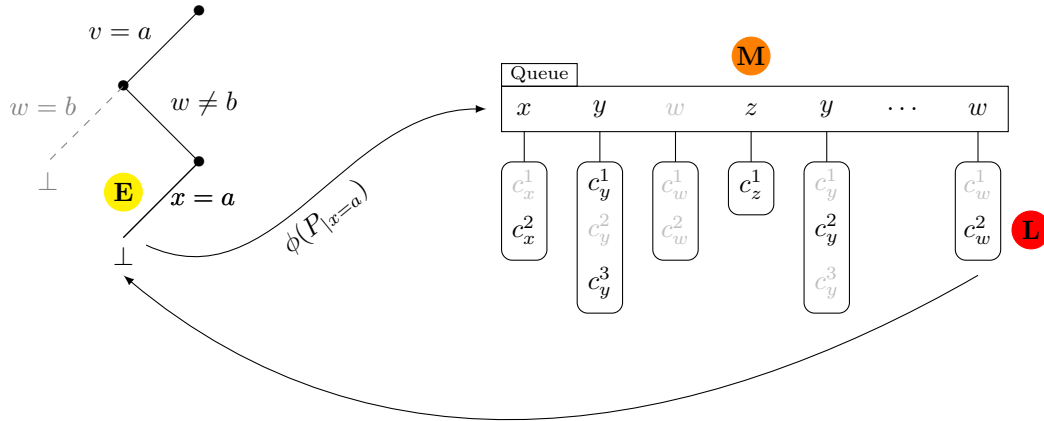 v = a
w = b
w ≠ b
⊥
E
x = a
⊥
ϕ(P|x=a)
M
Queue
x y w z y ⋯ w
c_x^1 c_y^1 c_w^1 c_z^1 c_y^1 c_w^1
c_x^2 c_y^2 c_w^2 c_y^2 c_w^2
L
c_y^3 c_y^3